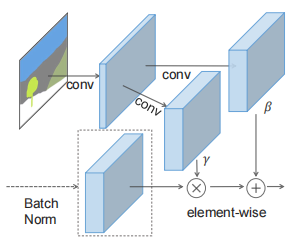 conv
conv
conv
β
γ
Batch
Norm
element-wise